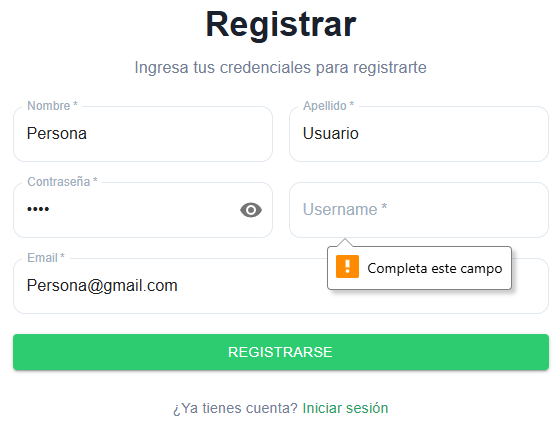 Registrar
Ingresa tus credenciales para registrarte
Nombre *
Persona
Apellido *
Usuario
Contraseña *
••••
Username *
Completa este campo
Email *
Persona@gmail.com
REGISTRARSE
¿Ya tienes cuenta? Iniciar sesión